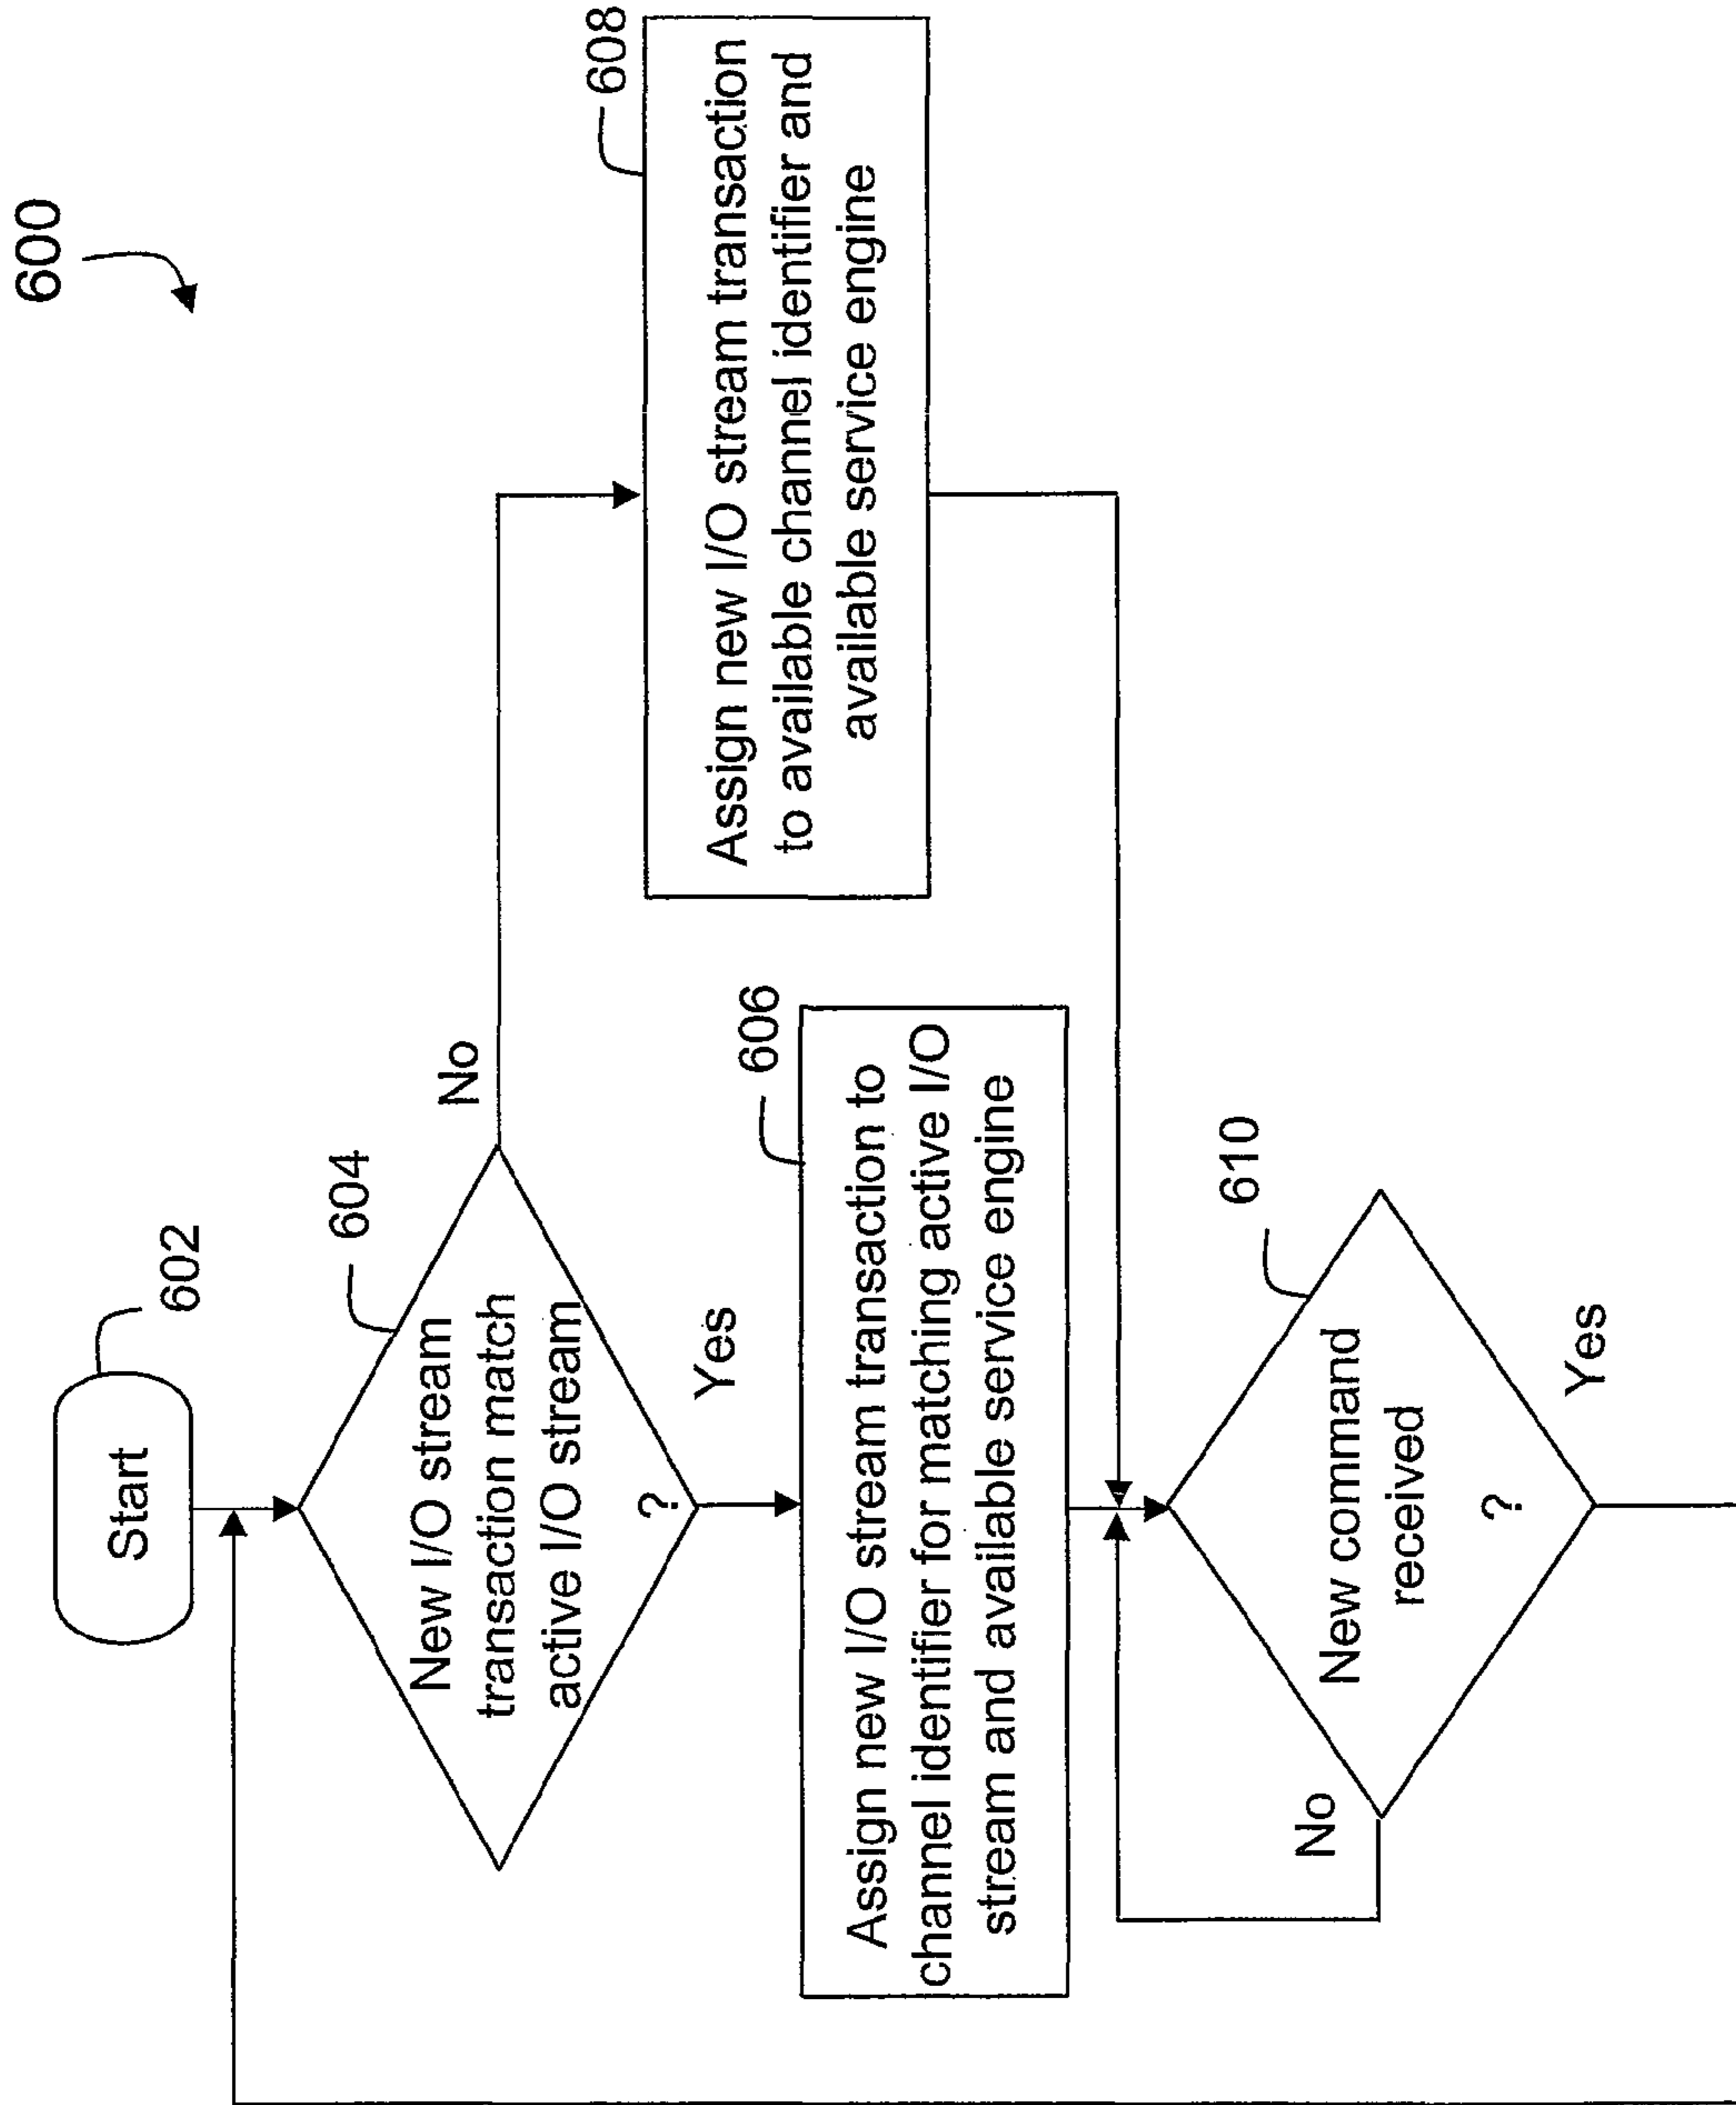 600
Start
602
New I/O stream
transaction match
active I/O stream
?
604
No
Yes
Assign new I/O stream transaction to
channel identifier for matching active I/O
stream and available service engine
606
Assign new I/O stream transaction
to available channel identifier and
available service engine
608
New command
received
?
610
No
Yes